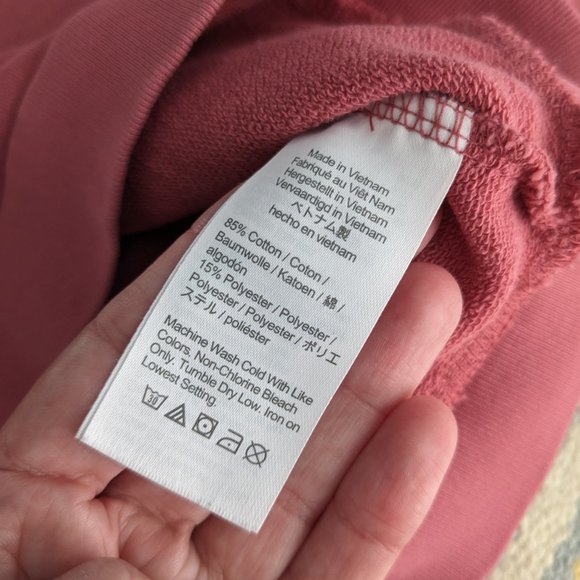 Made in Vietnam
Fabriqué au Viêt Nam
Hergestellt in Vietnam
Vervaardigd in Vietnam
ベトナム製
hecho en vietnam
85% Cotton / Coton /
Baumwolle / Katoen / 綿 /
algodón
15% Polyester / Polyester /
Polyester / Polyester / ポリエ
ステル / poliéster
Machine Wash Cold With Like
Colors. Non-Chlorine Bleach
Only. Tumble Dry Low. Iron on
Lowest Setting.
30